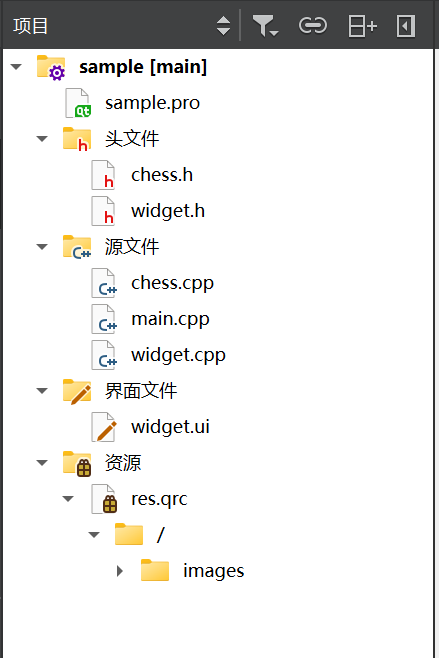 项目
sample [main]
sample.pro
头文件
chess.h
widget.h
源文件
chess.cpp
main.cpp
widget.cpp
界面文件
widget.ui
资源
res.qrc
/
images